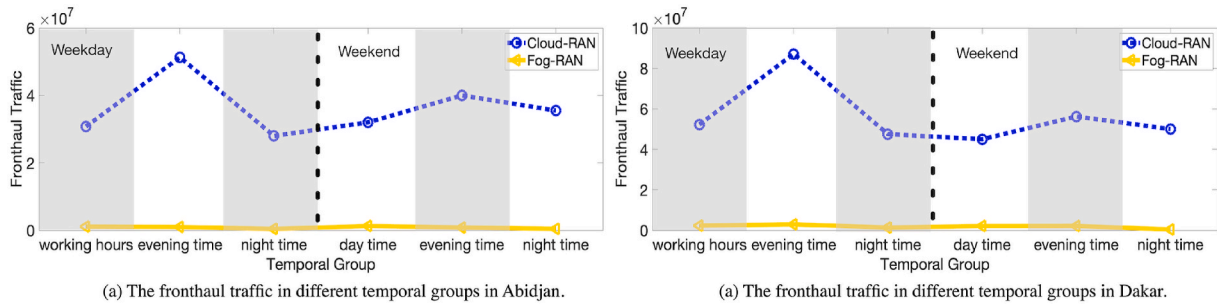 ×10⁷
6
4
2
0
Fronthaul Traffic
Weekday
Weekend
Cloud-RAN
Fog-RAN
working hours evening time night time day time evening time night time
Temporal Group
(a) The fronthaul traffic in different temporal groups in Abidjan.
×10⁷
10
8
6
4
2
0
Fronthaul Traffic
Weekday
Weekend
Cloud-RAN
Fog-RAN
working hours evening time night time day time evening time night time
Temporal Group
(a) The fronthaul traffic in different temporal groups in Dakar.